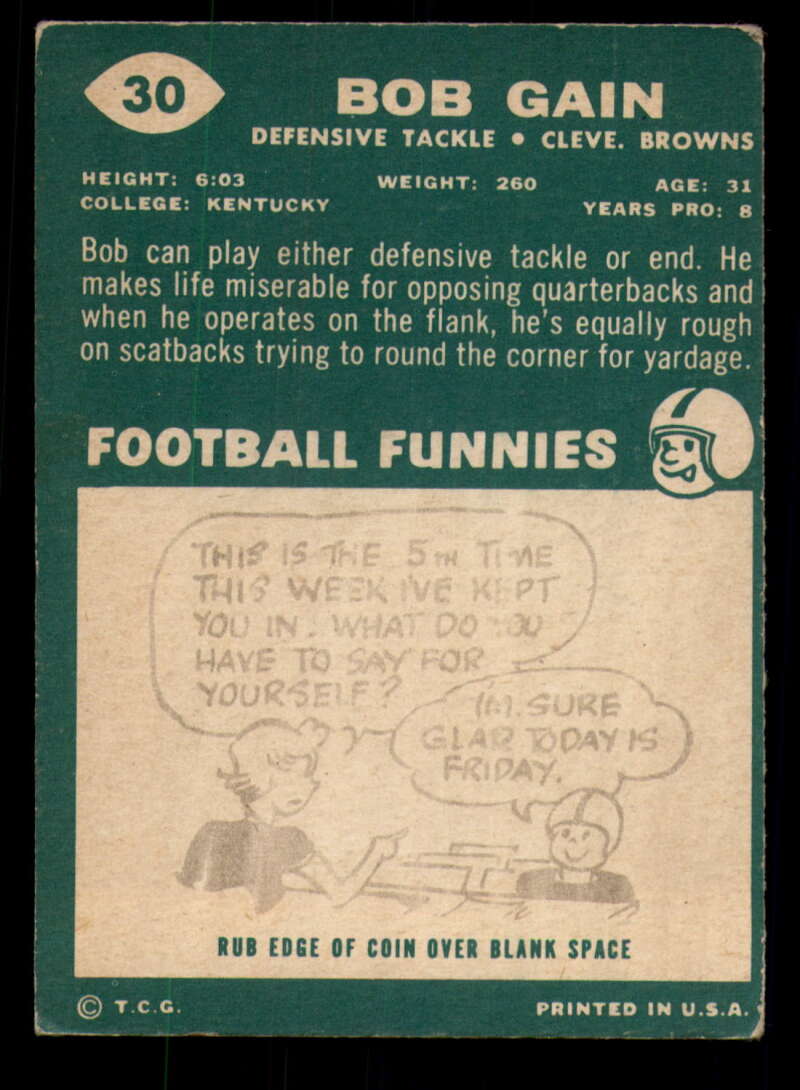 30
BOB GAIN
DEFENSIVE TACKLE • CLEVE. BROWNS
HEIGHT: 6:03 WEIGHT: 260 AGE: 31
COLLEGE: KENTUCKY YEARS PRO: 8
Bob can play either defensive tackle or end. He
makes life miserable for opposing quarterbacks and
when he operates on the flank, he's equally rough
on scatbacks trying to round the corner for yardage.
FOOTBALL FUNNIES
THIS IS THE 5TH TIME
THIS WEEK I'VE KEPT
YOU IN. WHAT DO YOU
HAVE TO SAY FOR
YOURSELF?
I'M SURE
GLAD TODAY IS
FRIDAY.
RUB EDGE OF COIN OVER BLANK SPACE
© T.C.G. PRINTED IN U.S.A.